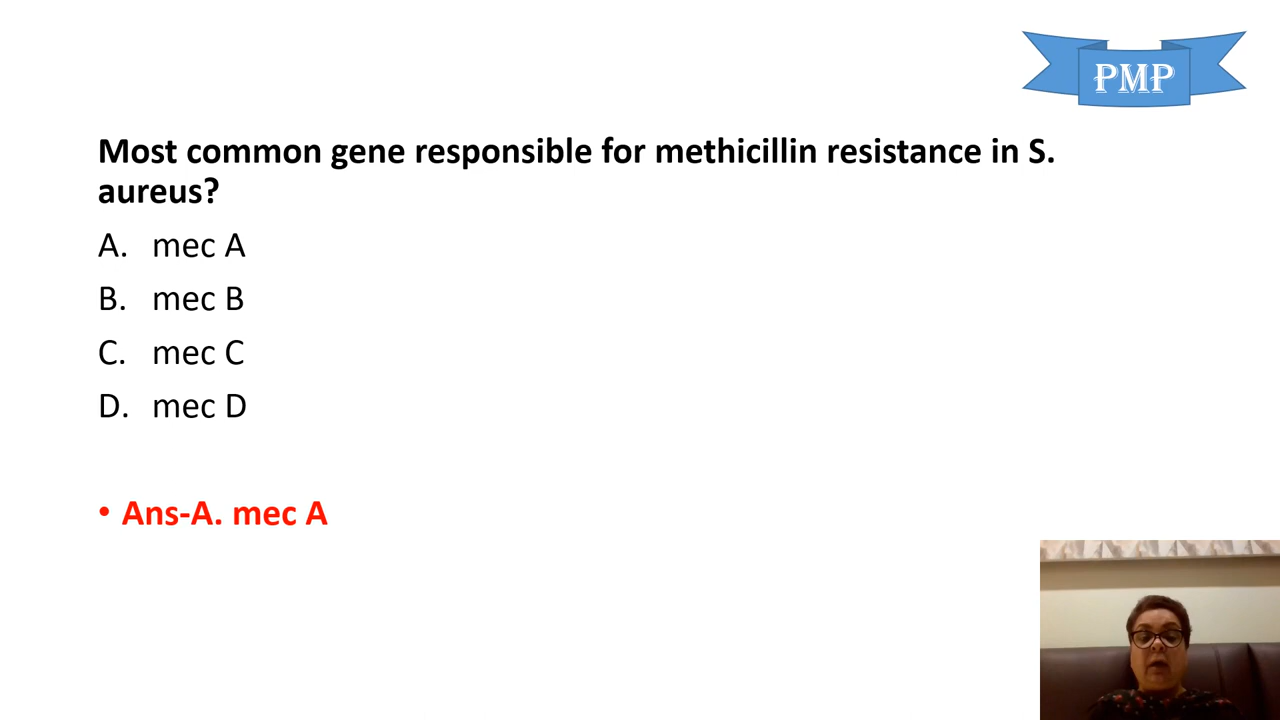 PMP
Most common gene responsible for methicillin resistance in S.
aureus?
A. mec A
B. mec B
C. mec C
D. mec D
• Ans-A. mec A